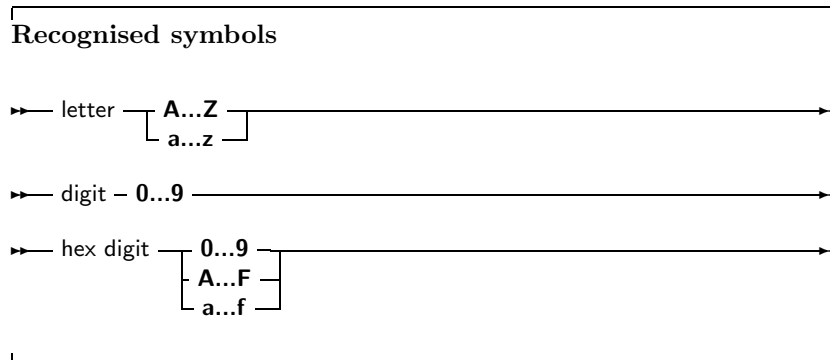 Recognised symbols
letter A...Z
a...z
digit 0...9
hex digit 0...9
A...F
a...f